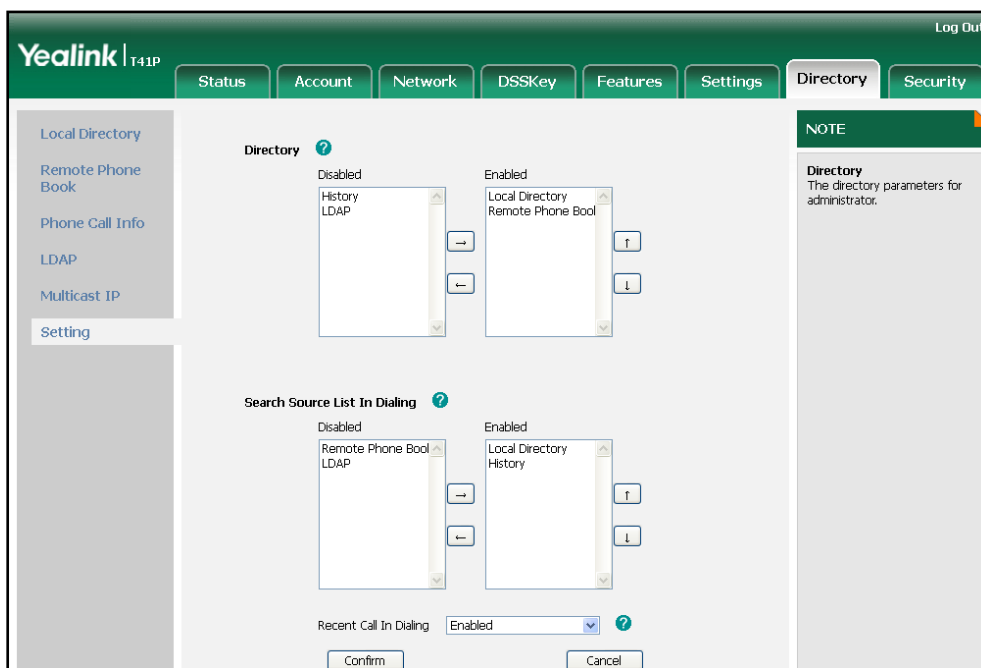 Log Out
Yealink T41P
Status Account Network DSSKey Features Settings Directory Security
Local Directory
Remote Phone
Book
Phone Call Info
LDAP
Multicast IP
Setting
Directory ?
Disabled Enabled
History
LDAP
Local Directory
Remote Phone Bool
→ ↑
← ↓
Search Source List In Dialing ?
Disabled Enabled
Remote Phone Bool
LDAP
Local Directory
History
→ ↑
← ↓
Recent Call In Dialing Enabled ?
Confirm Cancel
NOTE
Directory
The directory parameters for
administrator.